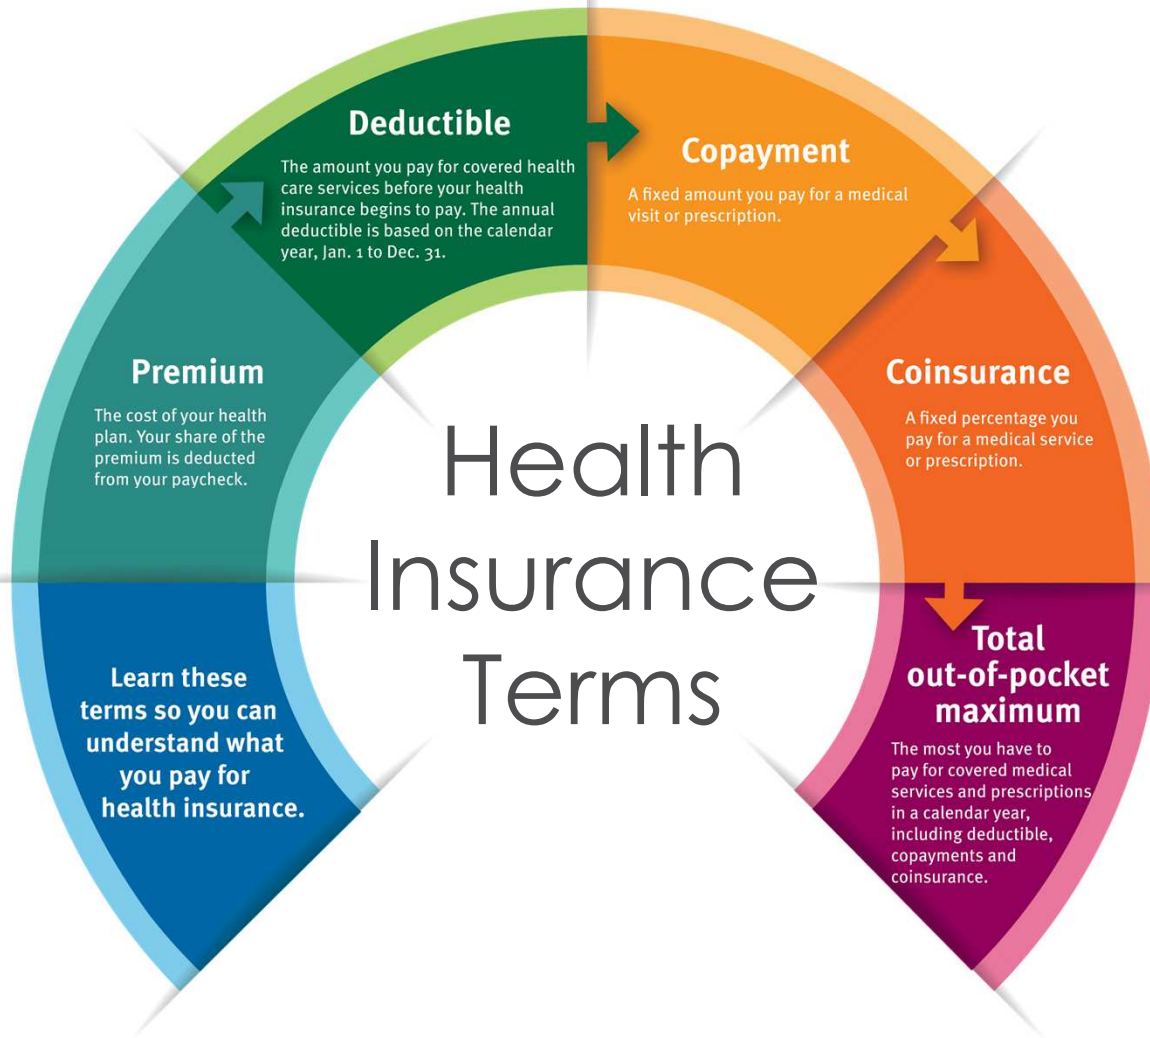 Learn these
terms so you can
understand what
you pay for
health insurance.
Premium
The cost of your health
plan. Your share of the
premium is deducted
from your paycheck.
Deductible
The amount you pay for covered health
care services before your health
insurance begins to pay. The annual
deductible is based on the calendar
year, Jan. 1 to Dec. 31.
Copayment
A fixed amount you pay for a medical
visit or prescription.
Coinsurance
A fixed percentage you
pay for a medical service
or prescription.
Total
out-of-pocket
maximum
The most you have to
pay for covered medical
services and prescriptions
in a calendar year,
including deductible,
copayments and
coinsurance.
Health
Insurance
Terms